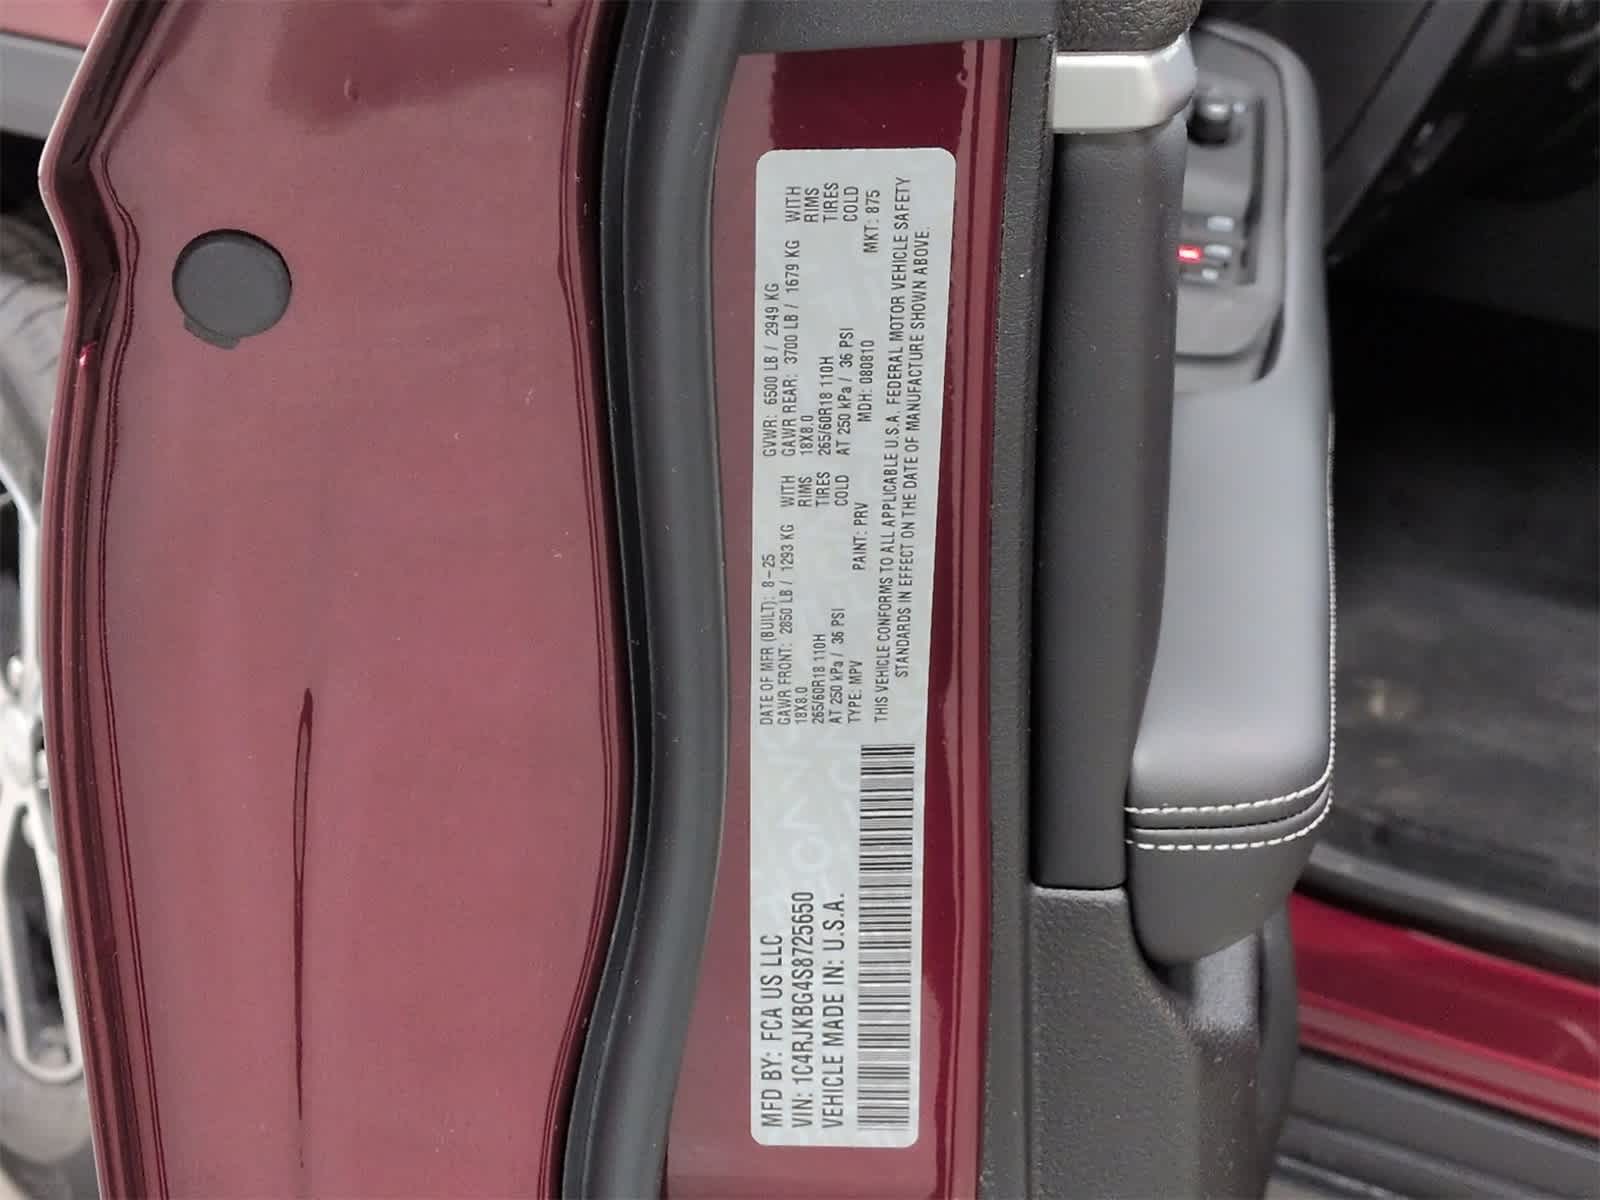 MFD BY: FCA US LLC
VIN: 1C4RJKBG4S8725650
VEHICLE MADE IN: U.S.A.
DATE OF MFR (BUILT): 8-25 GVWR: 6500 LB / 2949 KG
GAWR FRONT: 2850 LB / 1293 KG WITH GAWR REAR: 3700 LB / 1679 KG WITH
18X8.0 RIMS 18X8.0 RIMS
265/60R18 110H TIRES 265/60R18 110H TIRES
AT 250 kPa / 36 PSI COLD AT 250 kPa / 36 PSI COLD
TYPE: MPV PAINT: PRV MDH: 080810 MKT: 875
THIS VEHICLE CONFORMS TO ALL APPLICABLE U.S.A. FEDERAL MOTOR VEHICLE SAFETY
STANDARDS IN EFFECT ON THE DATE OF MANUFACTURE SHOWN ABOVE.